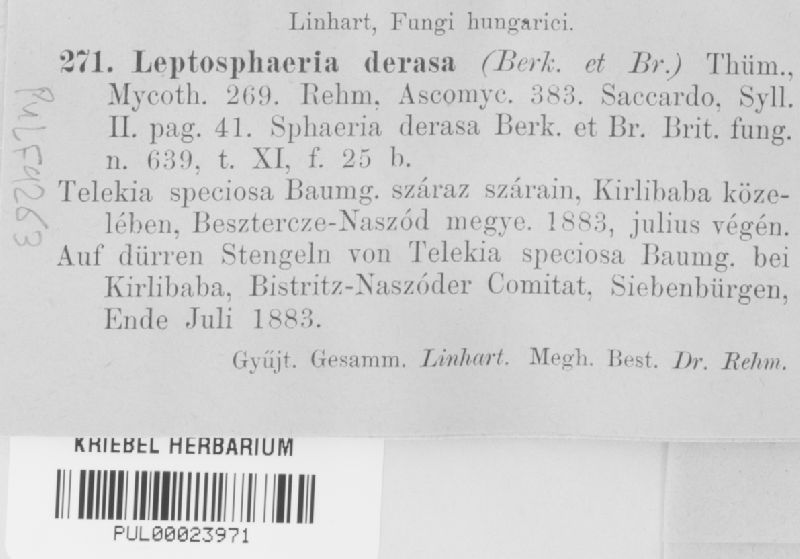 Linhart, Fungi hungarici.
271. Leptosphaeria derasa (Berk. et Br.) Thüm.,
Mycoth. 269. Rehm, Ascomyc. 383. Saccardo, Syll.
II. pag. 41. Sphaeria derasa Berk. et Br. Brit. fung.
n. 639, t. XI, f. 25 b.
Telekia speciosa Baumg. száraz szárain, Kirlibaba köze-
lében, Besztercze-Naszód megye. 1883, julius végén.
Auf dürren Stengeln von Telekia speciosa Baumg. bei
Kirlibaba, Bistritz-Naszóder Comitat, Siebenbürgen,
Ende Juli 1883.
Gyűjt. Gesamm. Linhart. Megh. Best. Dr. Rehm.
PuLF4263
KRIEBEL HERBARIUM
PUL00023971